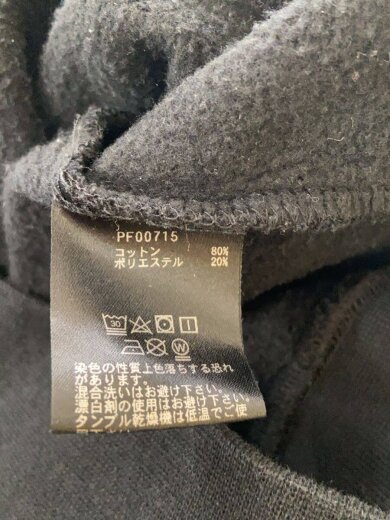 PF00715
コットン 80%
ポリエステル 20%
30
W
染色の性質上色落ちする恐れ
があります。
混合洗いはお避け下さい。
漂白剤の使用はお避け下さい。
タンブル乾燥機は低温でご使